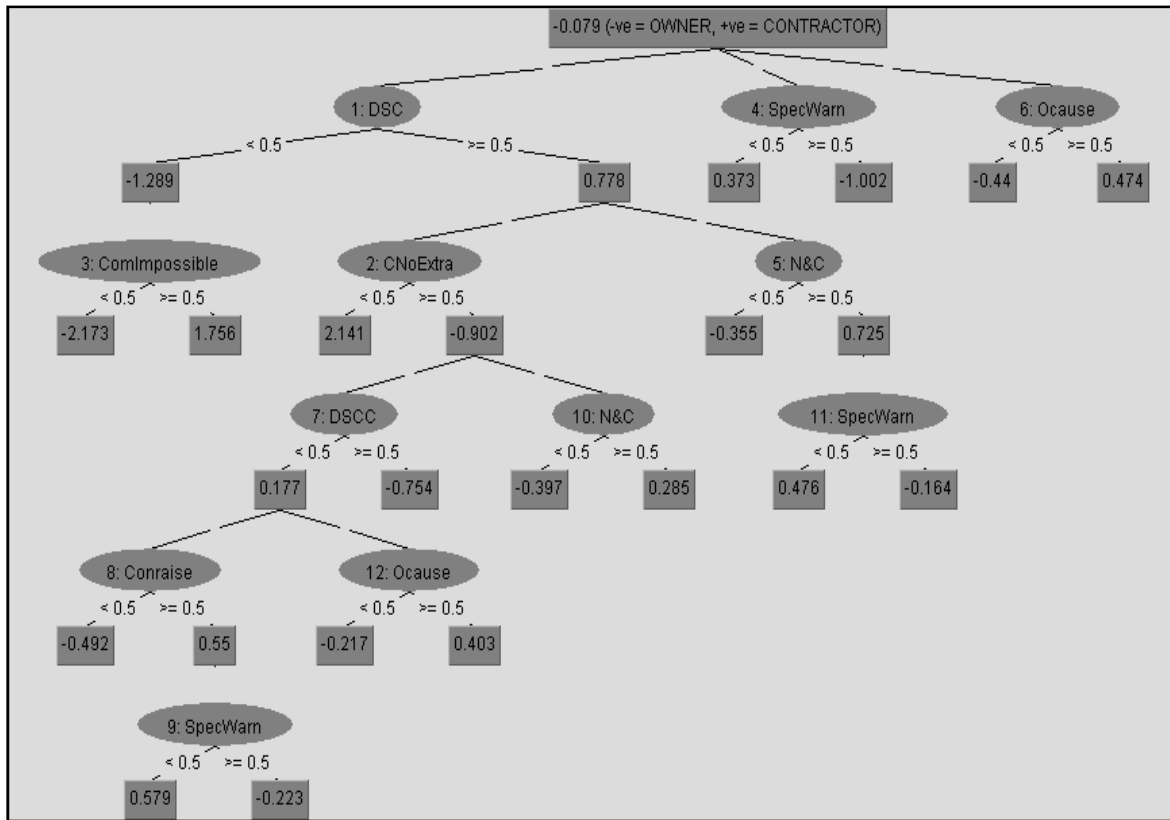 -0.079 (-ve = OWNER, +ve = CONTRACTOR)
1: DSC
4: SpecWarn
6: Ocause
< 0.5 >= 0.5
< 0.5 >= 0.5
< 0.5 >= 0.5
-1.289
0.778
0.373
-1.002
-0.44
0.474
3: ComImpossible
2: CNoExtra
5: N&C
< 0.5 >= 0.5
< 0.5 >= 0.5
< 0.5 >= 0.5
-2.173
1.756
2.141
-0.902
-0.355
0.725
7: DSCC
10: N&C
11: SpecWarn
< 0.5 >= 0.5
< 0.5 >= 0.5
< 0.5 >= 0.5
0.177
-0.754
-0.397
0.285
0.476
-0.164
8: Conraise
12: Ocause
< 0.5 >= 0.5
< 0.5 >= 0.5
-0.492
0.55
-0.217
0.403
9: SpecWarn
< 0.5 >= 0.5
0.579
-0.223